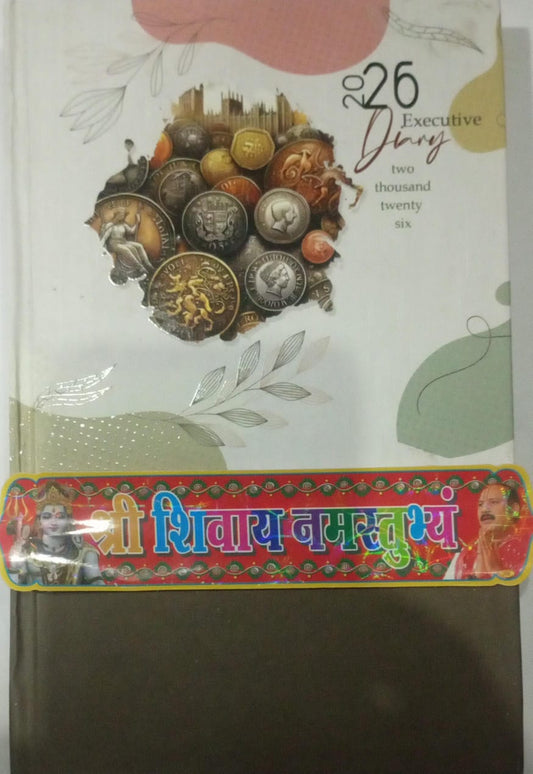 2026
Executive
Diary
two
thousand
twenty
six
श्री शिवाय नमस्तुभ्यं